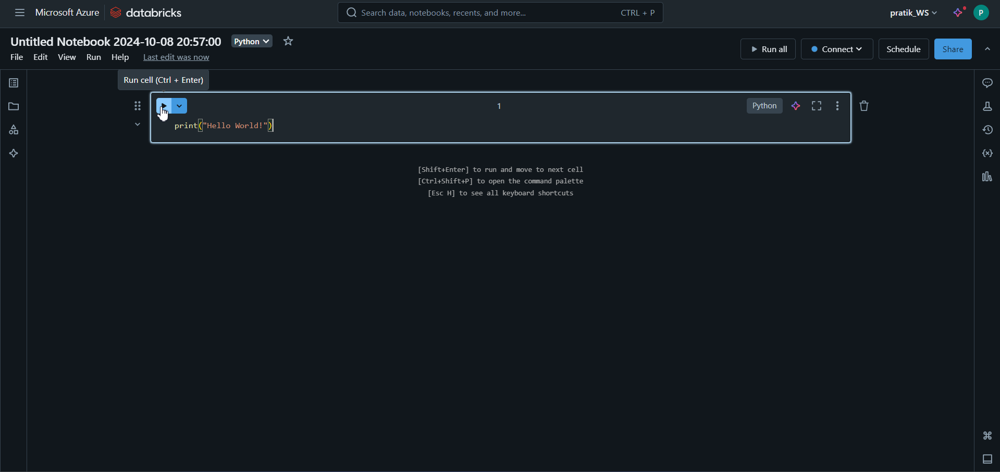 Microsoft Azure databricks Search data, notebooks, recents, and more... CTRL + P pratik_WS P
Untitled Notebook 2024-10-08 20:57:00 Python
Run all Connect Schedule Share
File Edit View Run Help Last edit was now
Run cell (Ctrl + Enter)
1 Python
print("Hello World!")
[Shift+Enter] to run and move to next cell
[Ctrl+Shift+P] to open the command palette
[Esc H] to see all keyboard shortcuts